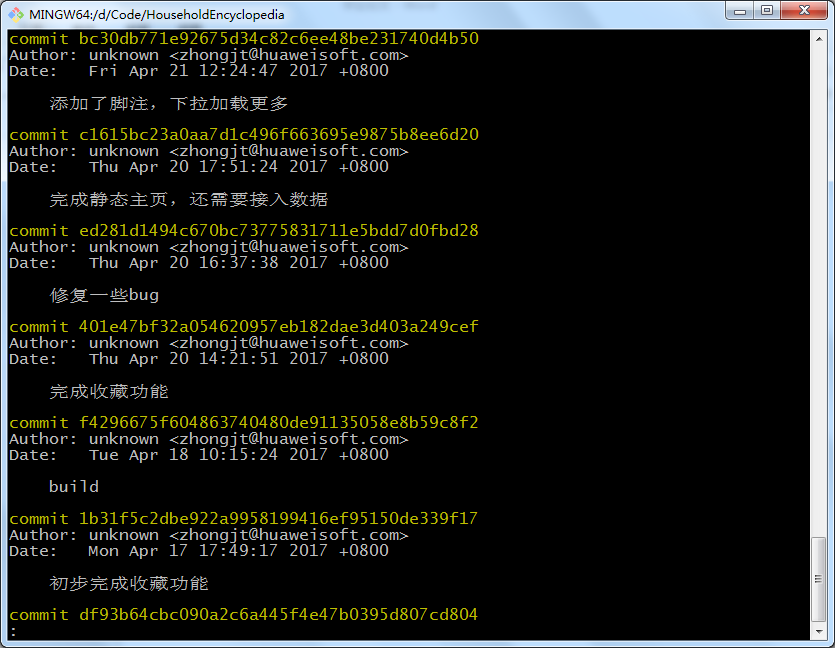 MINGW64:/d/Code/HouseholdEncyclopedia
commit bc30db771e92675d34c82c6ee48be231740d4b50
Author: unknown <zhongjt@huaweisoft.com>
Date:   Fri Apr 21 12:24:47 2017 +0800
添加了脚注，下拉加载更多
commit c1615bc23a0aa7d1c496f663695e9875b8ee6d20
Author: unknown <zhongjt@huaweisoft.com>
Date:   Thu Apr 20 17:51:24 2017 +0800
完成静态主页，还需要接入数据
commit ed281d1494c670bc73775831711e5bdd7d0fbd28
Author: unknown <zhongjt@huaweisoft.com>
Date:   Thu Apr 20 16:37:38 2017 +0800
修复一些bug
commit 401e47bf32a054620957eb182dae3d403a249cef
Author: unknown <zhongjt@huaweisoft.com>
Date:   Thu Apr 20 14:21:51 2017 +0800
完成收藏功能
commit f4296675f604863740480de91135058e8b59c8f2
Author: unknown <zhongjt@huaweisoft.com>
Date:   Tue Apr 18 10:15:24 2017 +0800
build
commit 1b31f5c2dbe922a9958199416ef95150de339f17
Author: unknown <zhongjt@huaweisoft.com>
Date:   Mon Apr 17 17:49:17 2017 +0800
初步完成收藏功能
commit df93b64cbc090a2c6a445f4e47b0395d807cd804
: